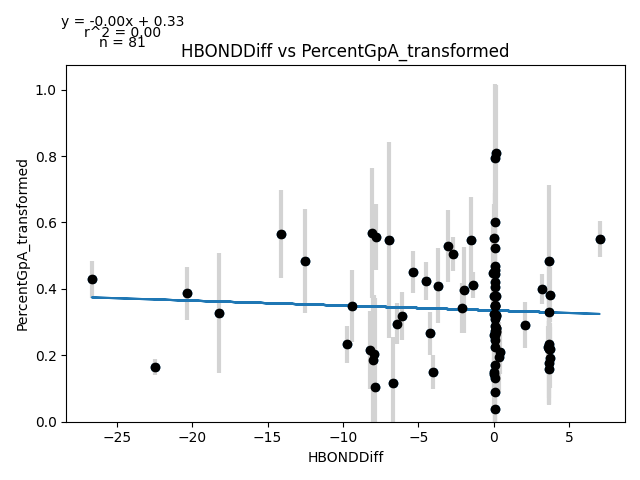 y = -0.00x + 0.33
r^2 = 0.00
n = 81
HBONDDiff vs PercentGpA_transformed
PercentGpA_transformed
1.0
0.8
0.6
0.4
0.2
0.0
−25
−20
−15
−10
−5
0
5
HBONDDiff